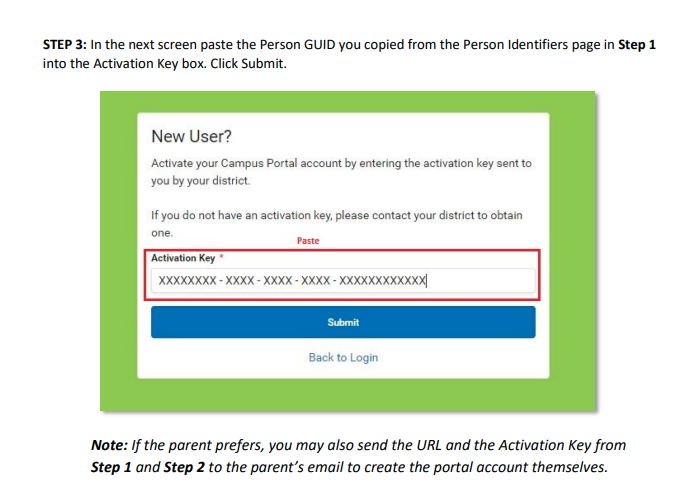 STEP 3: In the next screen paste the Person GUID you copied from the Person Identifiers page in Step 1
into the Activation Key box. Click Submit.
New User?
Activate your Campus Portal account by entering the activation key sent to
you by your district.
If you do not have an activation key, please contact your district to obtain
one.
Paste
Activation Key *
XXXXXXXX - XXXX - XXXX - XXXX - XXXXXXXXXXXX
Submit
Back to Login
Note: If the parent prefers, you may also send the URL and the Activation Key from
Step 1 and Step 2 to the parent’s email to create the portal account themselves.